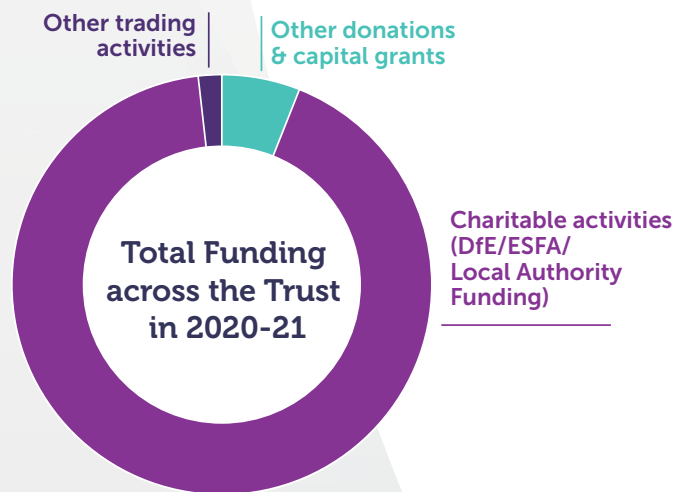 Other trading
activities
Other donations
& capital grants
Total Funding
across the Trust
in 2020-21
Charitable activities
(DfE/ESFA/
Local Authority
Funding)